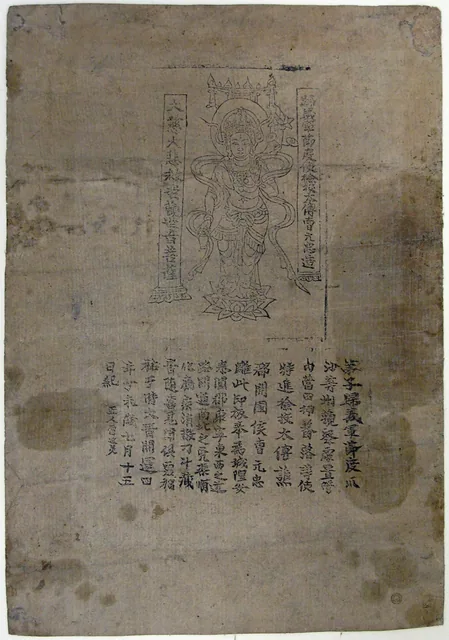 歸義軍節度使檢校太傅曹元忠造
大慈大悲救苦觀世音菩薩
弟子歸義軍節度瓜
沙等州觀察處置管
內營田押蕃落等使
特進檢校太傅譙
郡開國侯曹元忠
雕此印板奉為城隍安
泰闔郡康寧東西之道
路開通南北之兇渠順
化癘疾消散刁斗藏
音隨喜見聞俱霑福
祐于時大晉開運四
年丁未歲七月十五
日紀 匠人雷延美